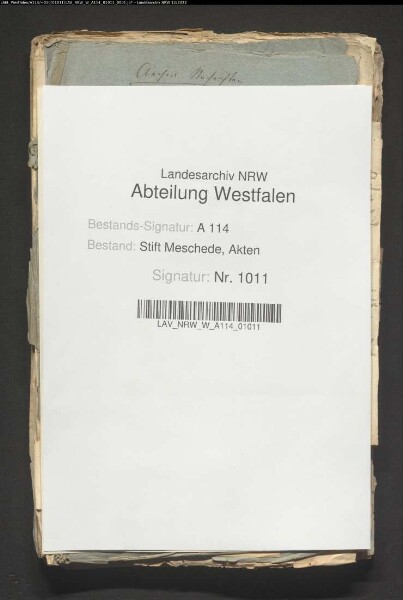 Landesarchiv NRW
Abteilung Westfalen
Bestands-Signatur: A 114
Bestand: Stift Meschede, Akten
Signatur: Nr. 1011
LAV_NRW_W_A114_01011